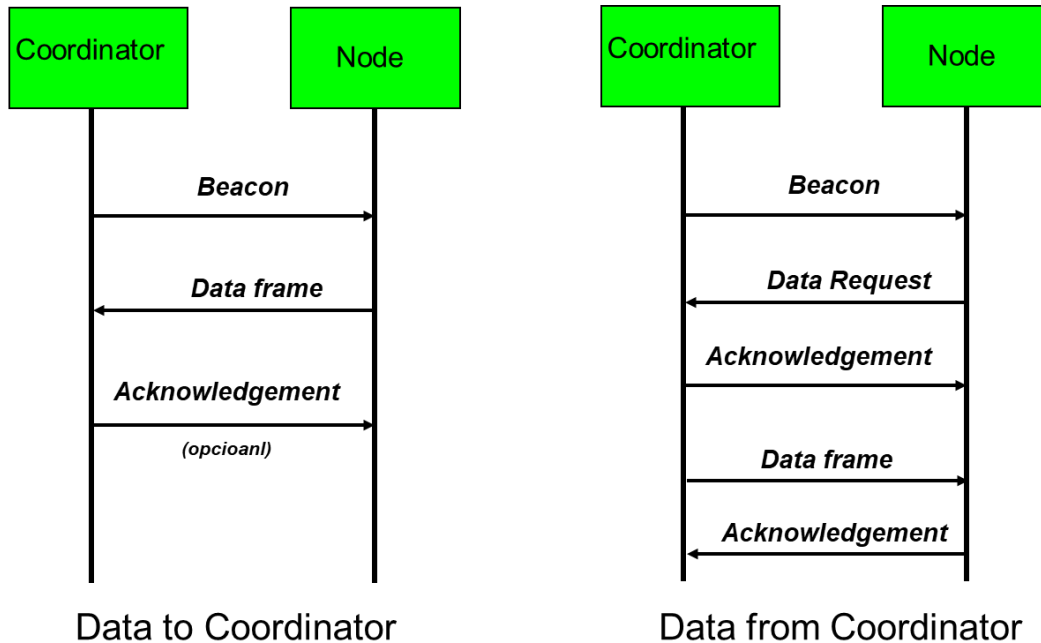 Coordinator
Node
Beacon
Data frame
Acknowledgement
(opcioanl)
Data to Coordinator
Coordinator
Node
Beacon
Data Request
Acknowledgement
Data frame
Acknowledgement
Data from Coordinator